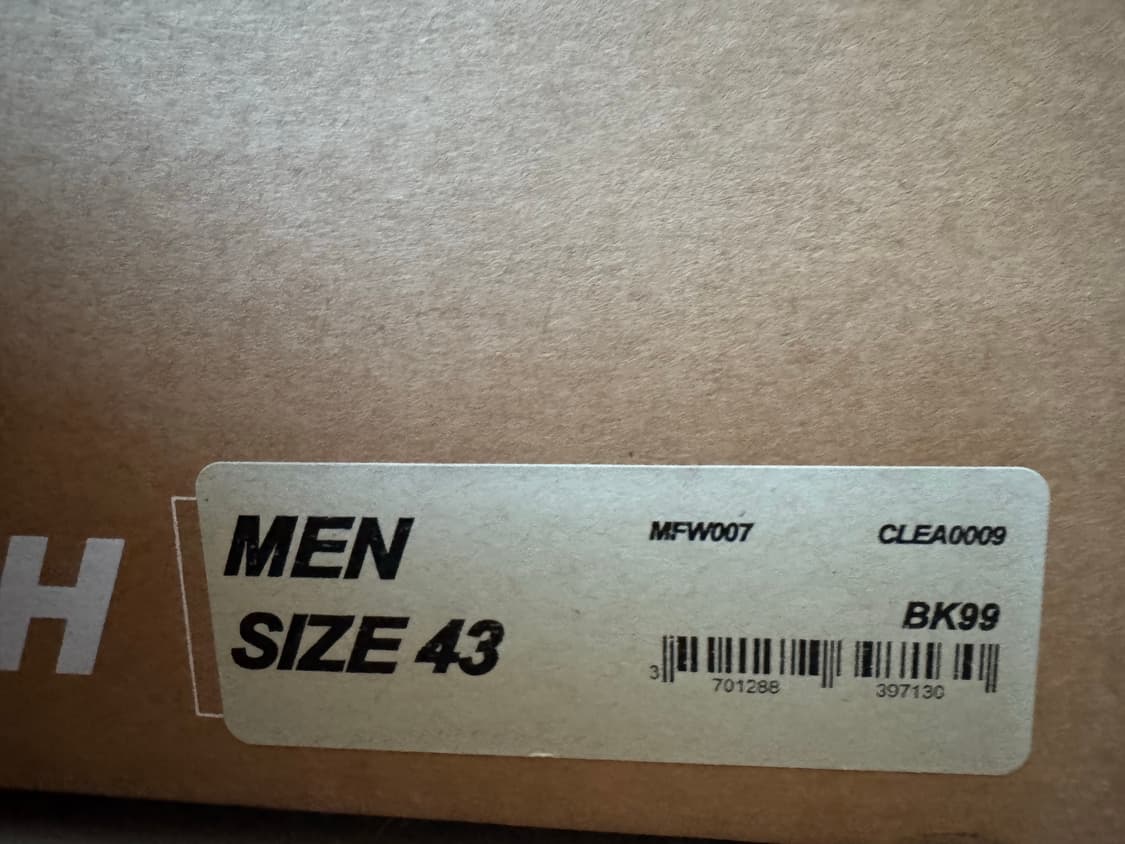 H
MEN
SIZE 43
MFW007 CLEA0009
BK99
3 701288 397130